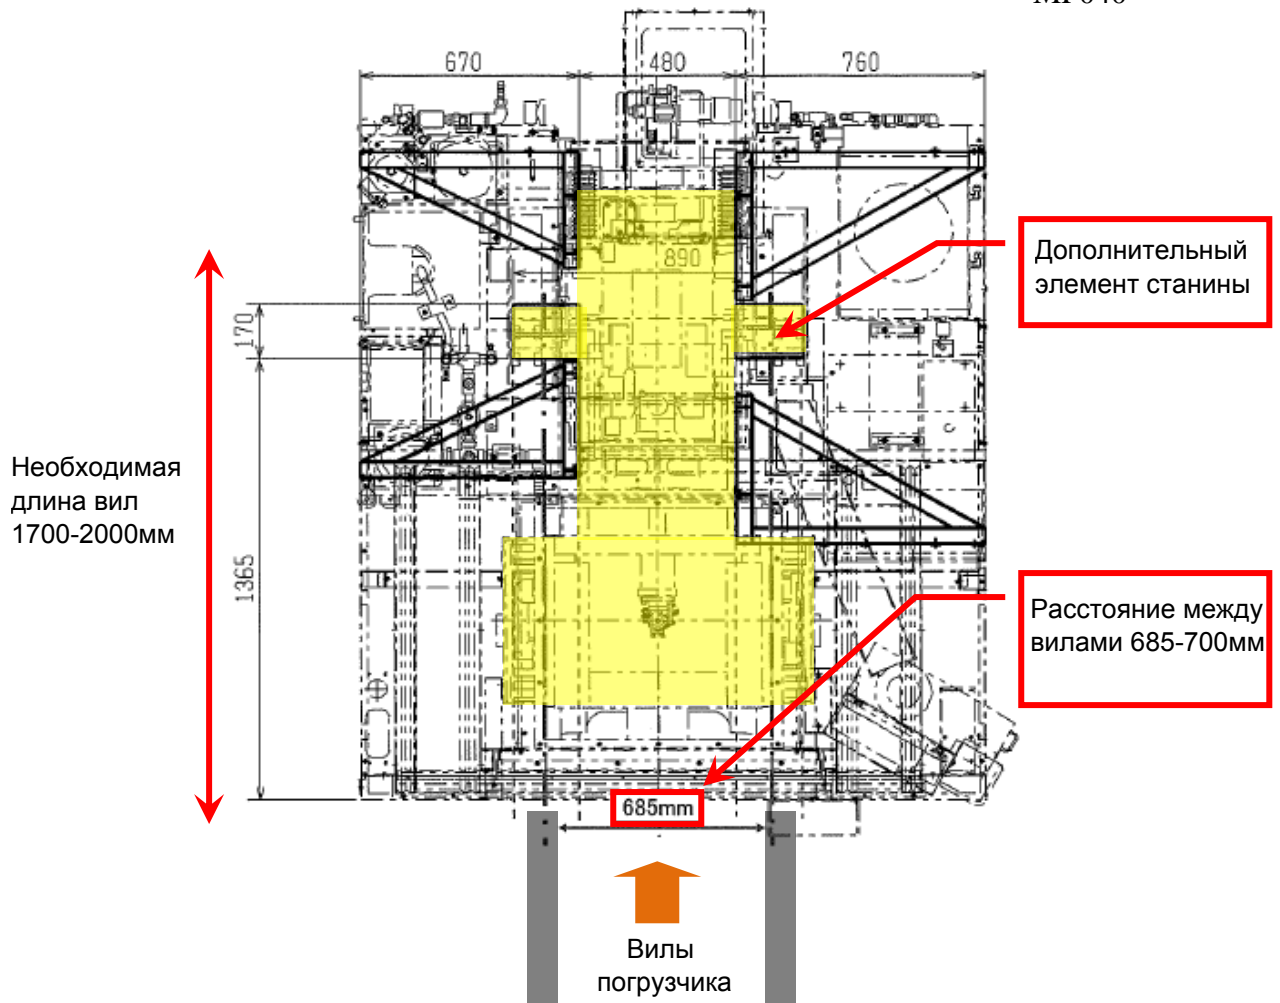 670
480
760
890
Дополнительный
элемент станины
170
Необходимая
длина вил
1700-2000мм
1365
Расстояние между
вилами 685-700мм
685mm
Вилы
погрузчика